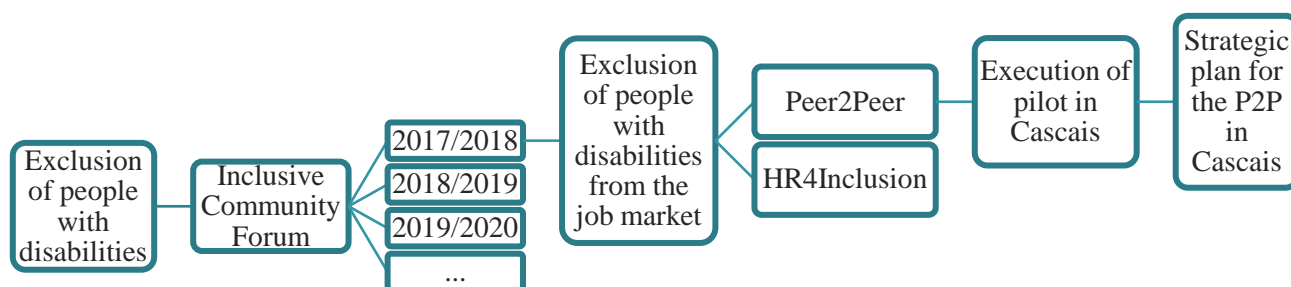 Exclusion
of people
with
disabilities
Inclusive
Community
Forum
2017/2018
2018/2019
2019/2020
...
Exclusion
of people
with
disabilities
from the
job market
Peer2Peer
HR4Inclusion
Execution of
pilot in
Cascais
Strategic
plan for
the P2P
in
Cascais